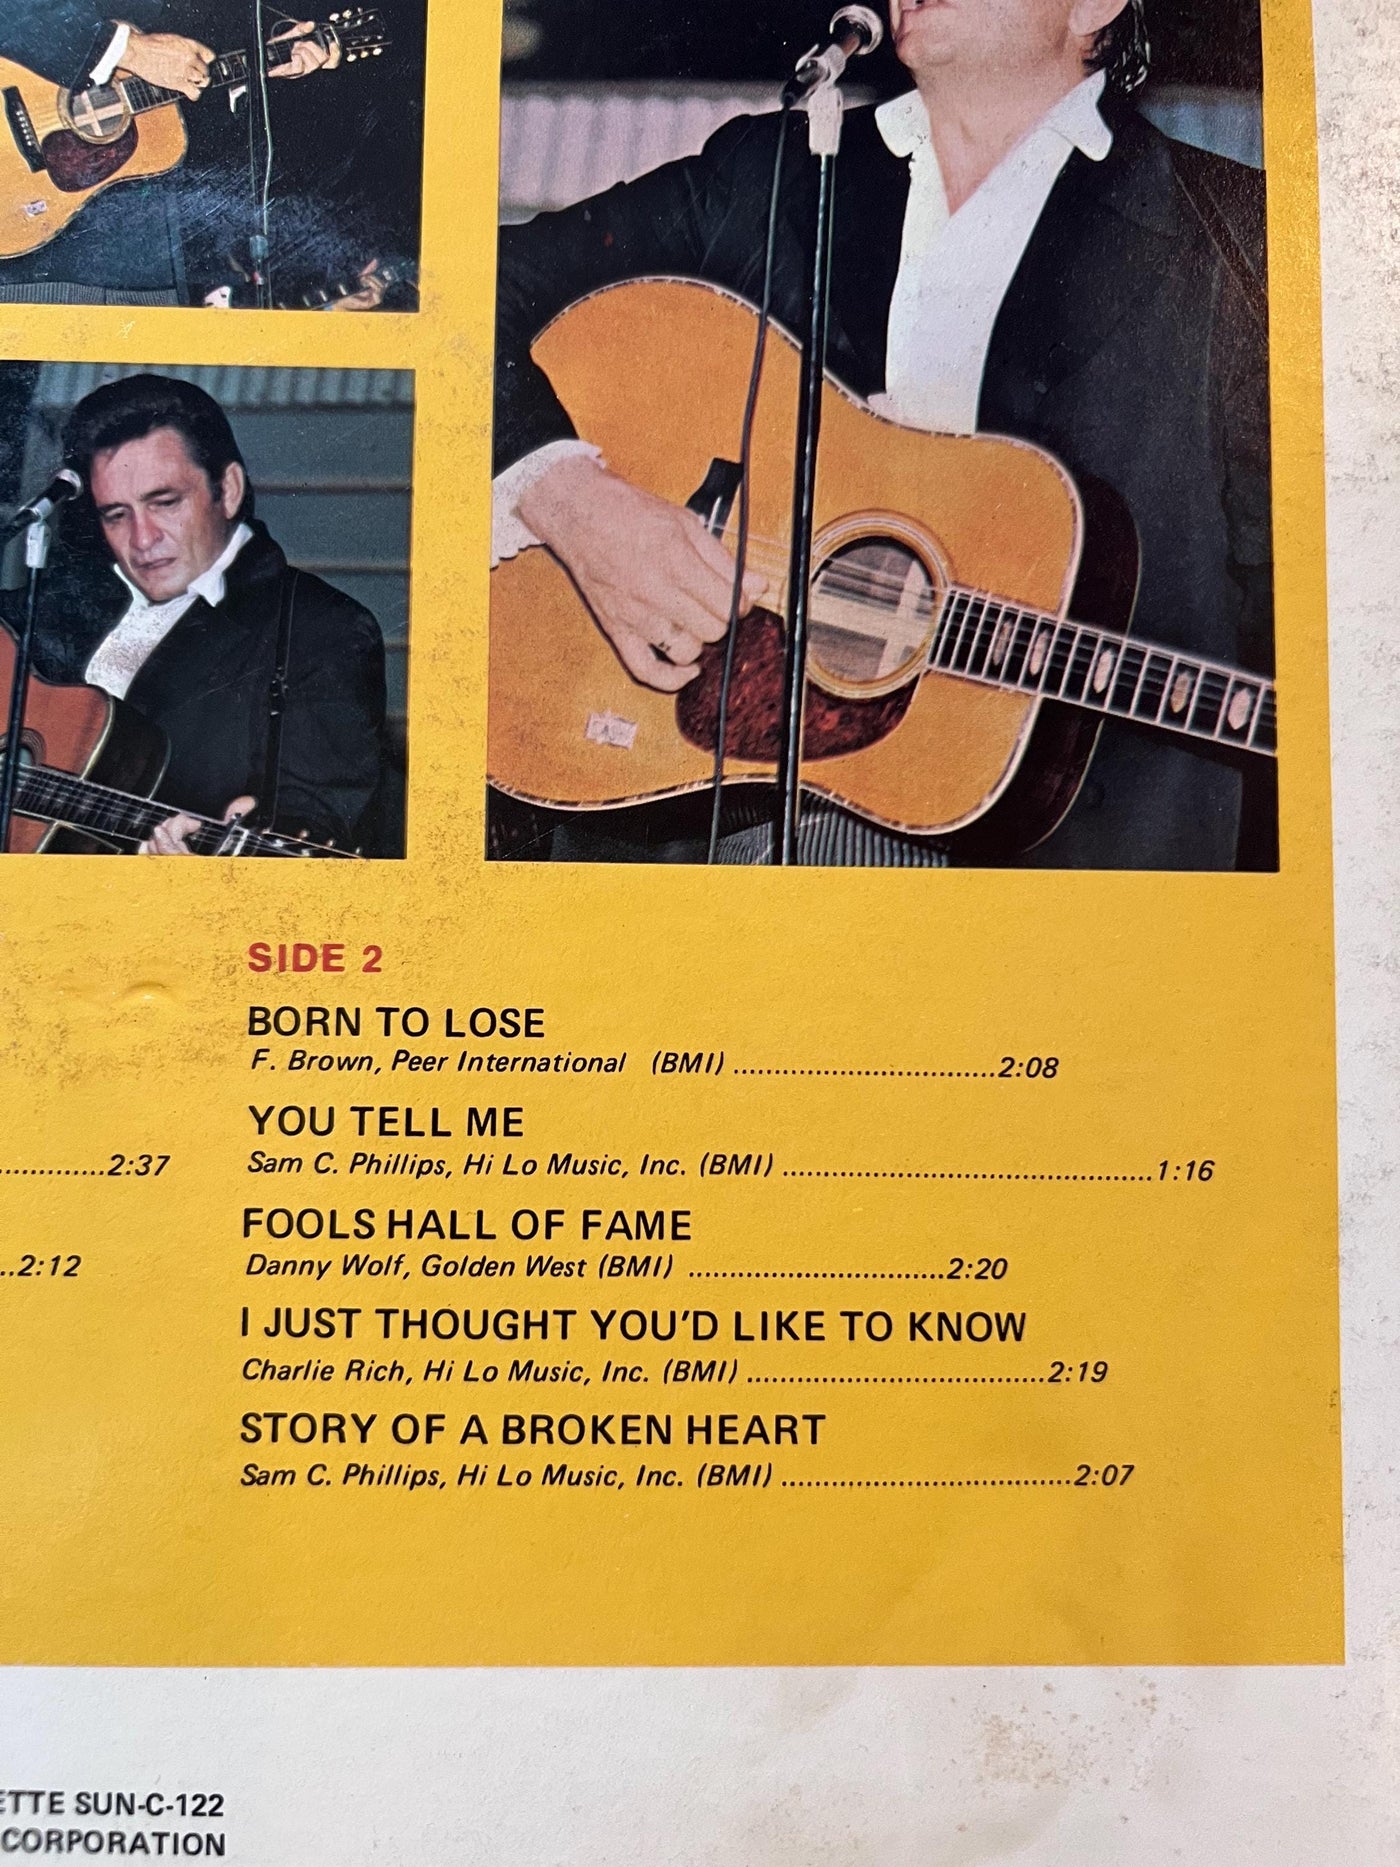 SIDE 2
BORN TO LOSE
F. Brown, Peer International (BMI) ................................2:08
YOU TELL ME
Sam C. Phillips, Hi Lo Music, Inc. (BMI) .............................................1:16
.............2:37
FOOLS HALL OF FAME
Danny Wolf, Golden West (BMI) ...............................2:20
..2:12
I JUST THOUGHT YOU'D LIKE TO KNOW
Charlie Rich, Hi Lo Music, Inc. (BMI) ....................................2:19
STORY OF A BROKEN HEART
Sam C. Phillips, Hi Lo Music, Inc. (BMI) ...................................2:07
ETTE SUN-C-122
CORPORATION